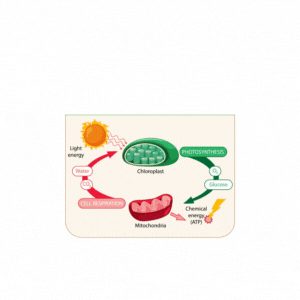 Light
energy
PHOTOSYNTHESIS
Chloroplast
Water
O₂
CO₂
Glucose
CELL RESPIRATION
Chemical
energy
(ATP)
Mitochondria